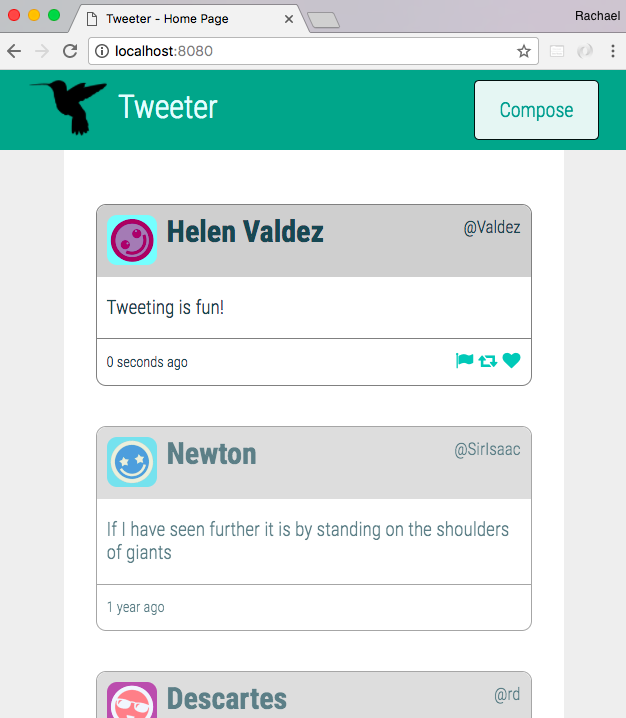 Tweeter - Home Page
Rachael
localhost:8080
Tweeter
Compose
Helen Valdez
@Valdez
Tweeting is fun!
0 seconds ago
Newton
@SirIsaac
If I have seen further it is by standing on the shoulders
of giants
1 year ago
Descartes
@rd